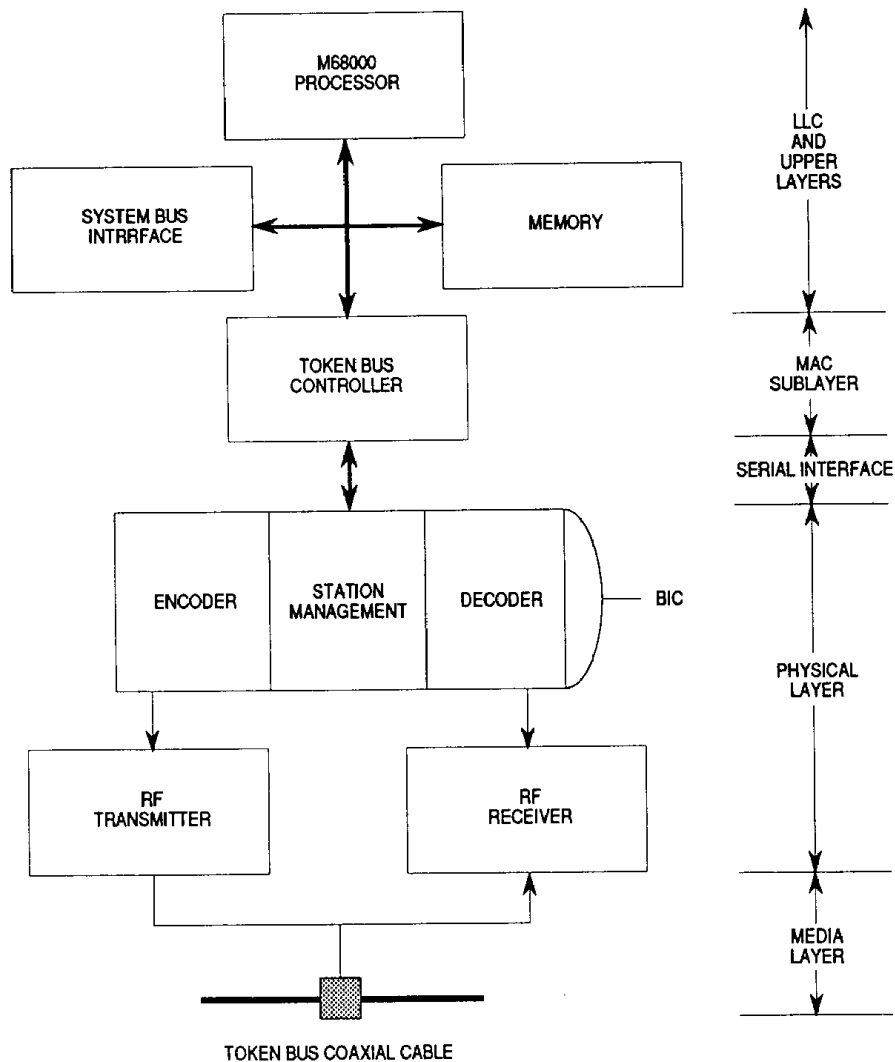 M68000
PROCESSOR
LLC
AND
UPPER
LAYERS
SYSTEM BUS
INTRRFACE
MEMORY
TOKEN BUS
CONTROLLER
MAC
SUBLAYER
SERIAL INTERFACE
ENCODER
STATION
MANAGEMENT
DECODER
BIC
PHYSICAL
LAYER
RF
TRANSMITTER
RF
RECEIVER
MEDIA
LAYER
TOKEN BUS COAXIAL CABLE